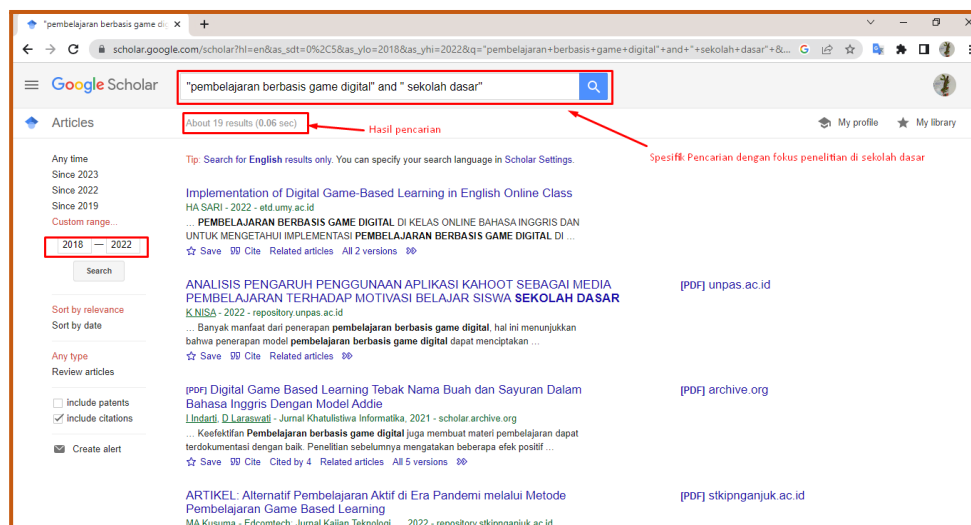 "pembelajaran berbasis game dig
scholar.google.com/scholar?hl=en&as_sdt=0%2C5&as_ylo=2018&as_yhi=2022&q="pembelajaran+berbasis+game+digital"+and+"+sekolah+dasar"+&...
Google Scholar
"pembelajaran berbasis game digital" and " sekolah dasar"
Articles
About 19 results (0.06 sec)
Hasil pencarian
My profile
My library
Spesifik Pencarian dengan fokus penelitian di sekolah dasar
Any time
Since 2023
Since 2022
Since 2019
Custom range...
2018 — 2022
Search
Sort by relevance
Sort by date
Any type
Review articles
include patents
include citations
Create alert
Tip: Search for English results only. You can specify your search language in Scholar Settings.
Implementation of Digital Game-Based Learning in English Online Class
HA SARI - 2022 - etd.umy.ac.id
... PEMBELAJARAN BERBASIS GAME DIGITAL DI KELAS ONLINE BAHASA INGGRIS DAN
UNTUK MENGETAHUI IMPLEMENTASI PEMBELAJARAN BERBASIS GAME DIGITAL DI ...
Save Cite Related articles All 2 versions
ANALISIS PENGARUH PENGGUNAAN APLIKASI KAHOOT SEBAGAI MEDIA
PEMBELAJARAN TERHADAP MOTIVASI BELAJAR SISWA SEKOLAH DASAR
K NISA - 2022 - repository.unpas.ac.id
... Banyak manfaat dari penerapan pembelajaran berbasis game digital, hal ini menunjukkan
bahwa penerapan model pembelajaran berbasis game digital dapat menciptakan ...
Save Cite Related articles
[PDF] unpas.ac.id
[PDF] Digital Game Based Learning Tebak Nama Buah dan Sayuran Dalam
Bahasa Inggris Dengan Model Addie
I Indarti, D Laraswati - Jurnal Khatulistiwa Informatika, 2021 - scholar.archive.org
... Keefektifan Pembelajaran berbasis game digital juga membuat materi pembelajaran dapat
terdokumentasi dengan baik. Penelitian sebelumnya mengatakan beberapa efek positif ...
Save Cite Cited by 4 Related articles All 5 versions
[PDF] archive.org
ARTIKEL: Alternatif Pembelajaran Aktif di Era Pandemi melalui Metode
Pembelajaran Game Based Learning
MA Kusuma - Edcomtech: Jurnal Kajian Teknologi ..., 2022 - repository.stkipnganjuk.ac.id
[PDF] stkipnganjuk.ac.id